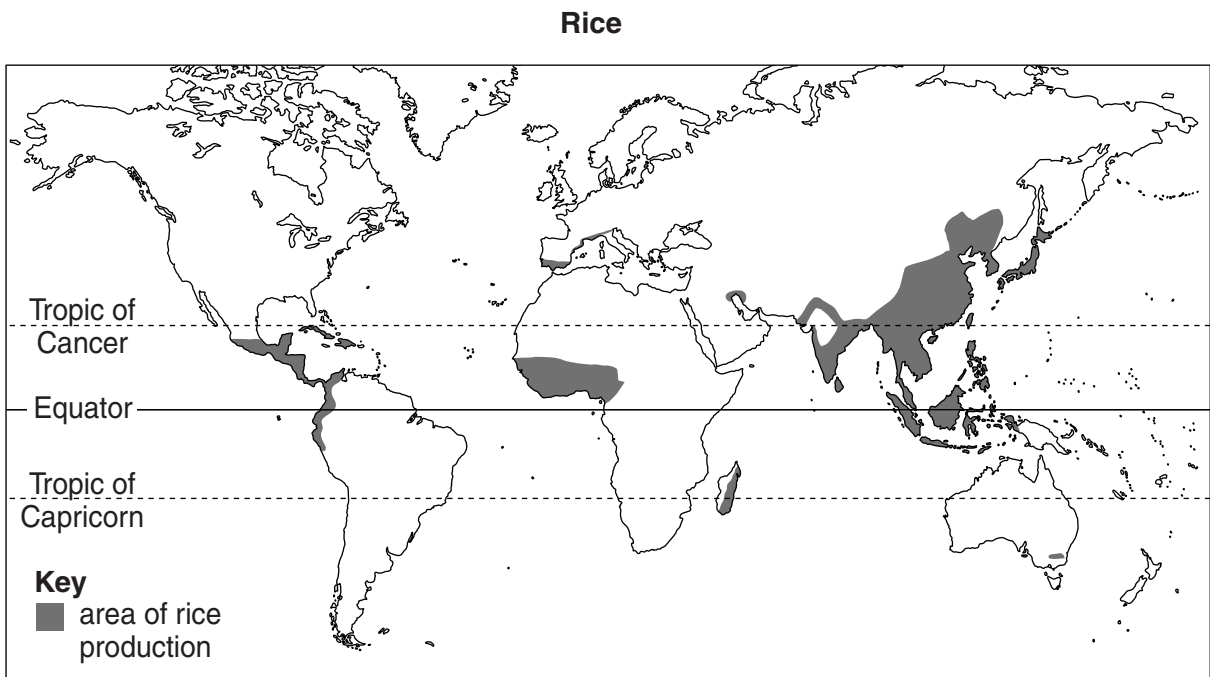 Rice
Tropic of
Cancer
Equator
Tropic of
Capricorn
Key
area of rice
production